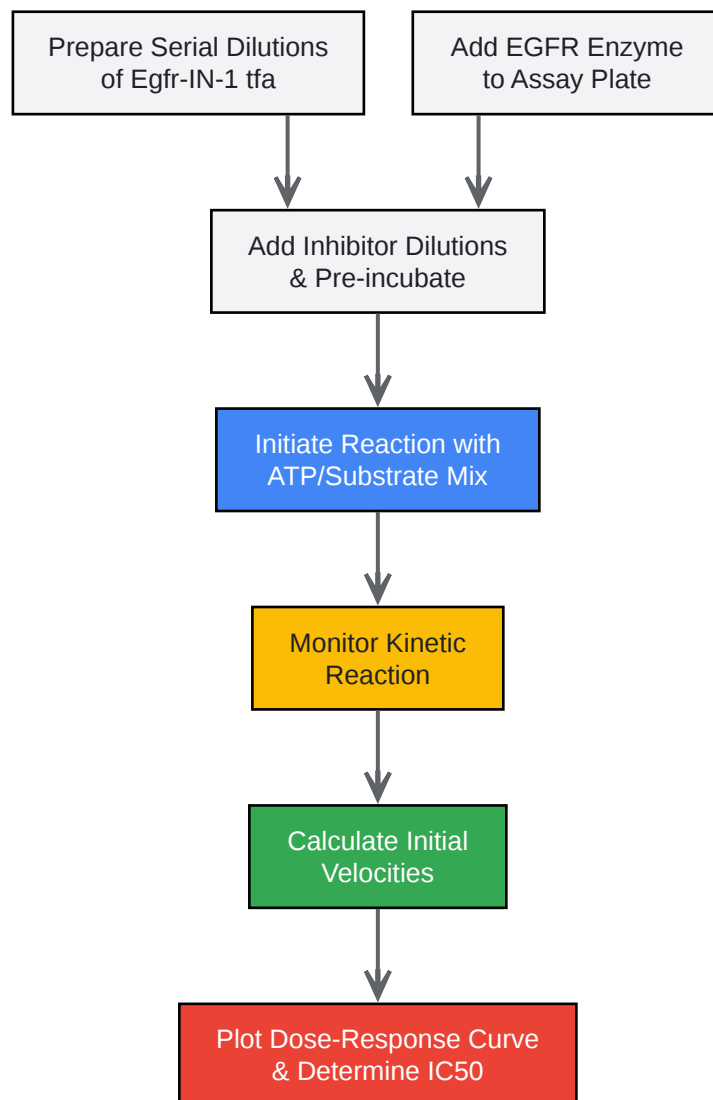 Prepare Serial Dilutions
of Egfr-IN-1 tfa
Add EGFR Enzyme
to Assay Plate
Add Inhibitor Dilutions
& Pre-incubate
Initiate Reaction with
ATP/Substrate Mix
Monitor Kinetic
Reaction
Calculate Initial
Velocities
Plot Dose-Response Curve
& Determine IC50